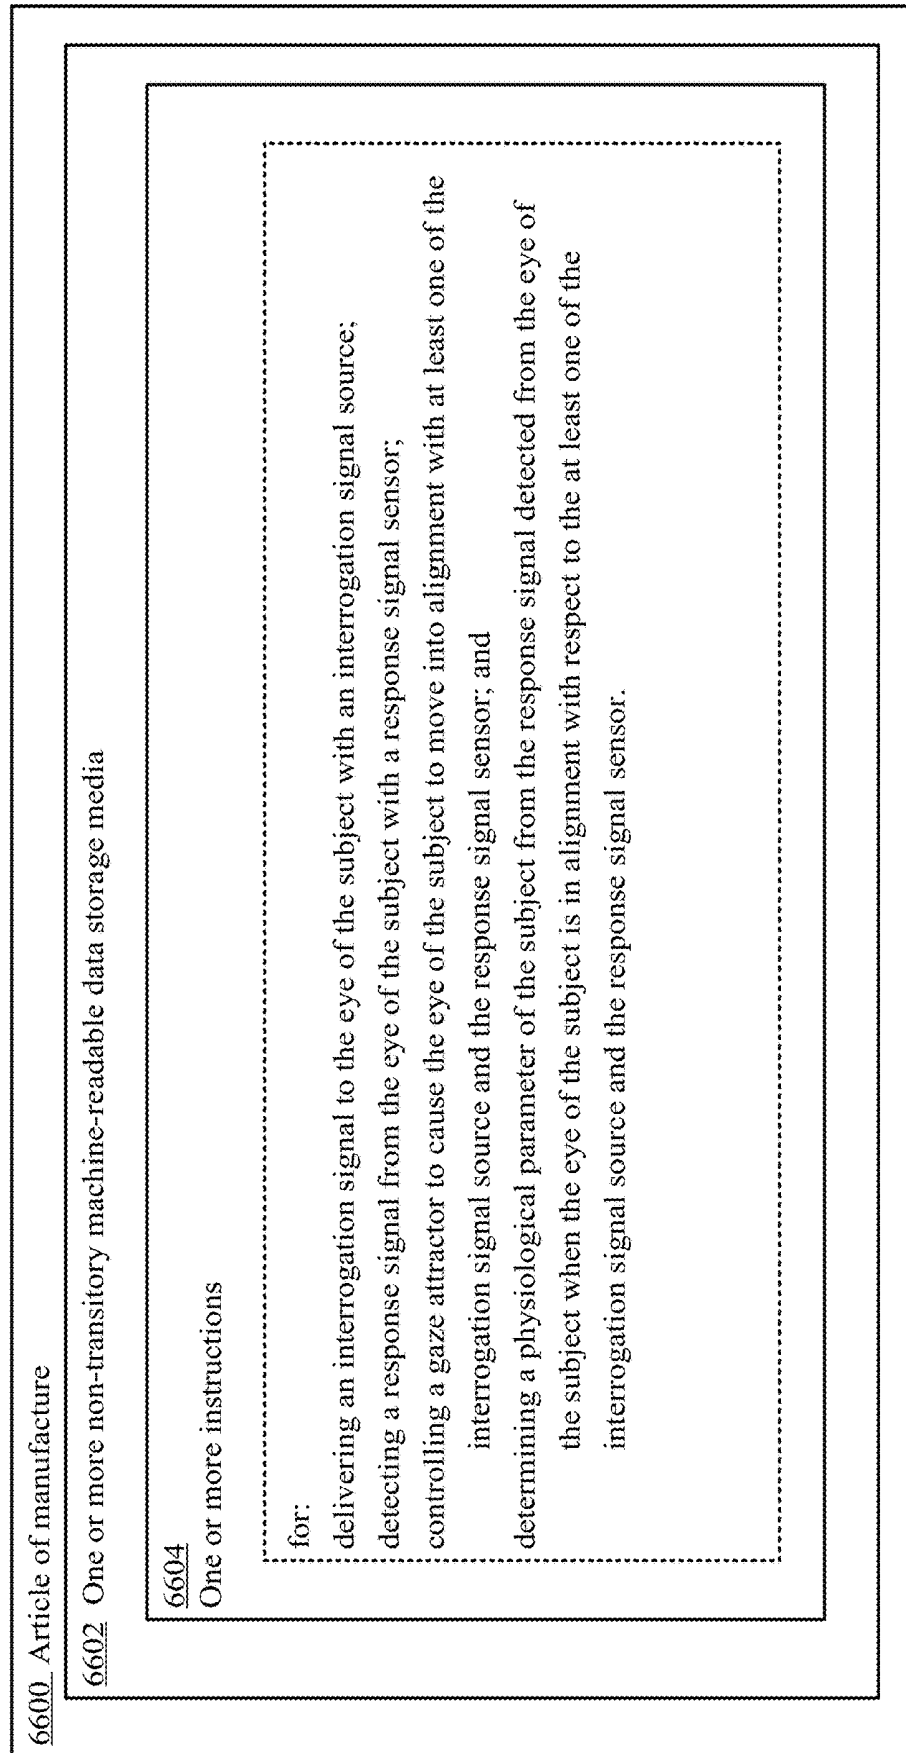 6600 Article of manufacture
6602 One or more non-transitory machine-readable data storage media
6604
One or more instructions
for:
delivering an interrogation signal to the eye of the subject with an interrogation signal source;
detecting a response signal from the eye of the subject with a response signal sensor;
controlling a gaze attractor to cause the eye of the subject to move into alignment with at least one of the
interrogation signal source and the response signal sensor; and
determining a physiological parameter of the subject from the response signal detected from the eye of
the subject when the eye of the subject is in alignment with respect to the at least one of the
interrogation signal source and the response signal sensor.